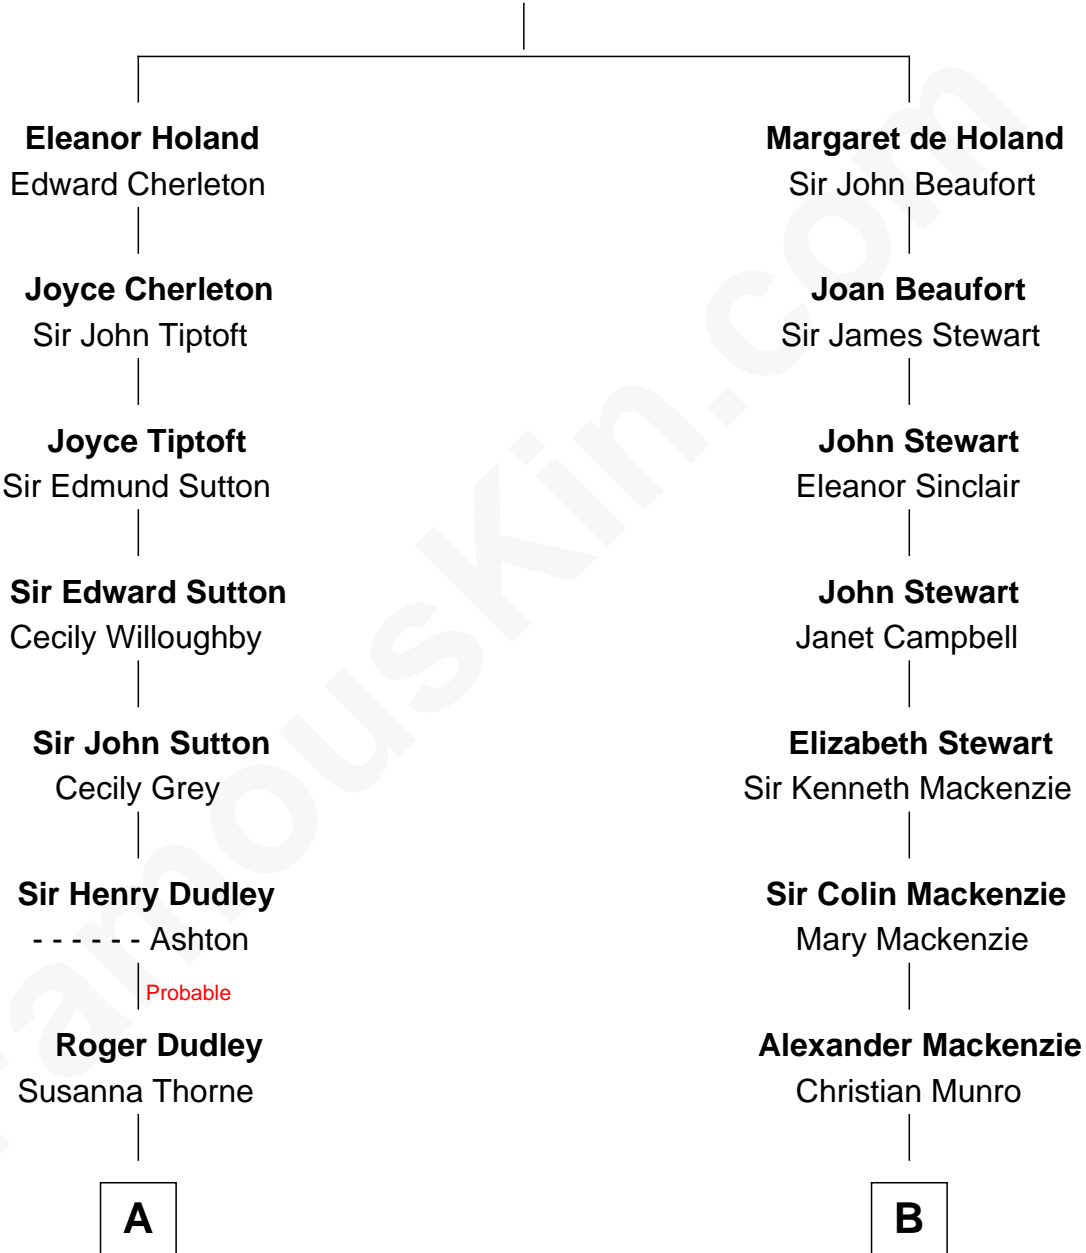 Eleanor Holand
Edward Cherleton
Joyce Cherleton
Sir John Tiptoft
Joyce Tiptoft
Sir Edmund Sutton
Sir Edward Sutton
Cecily Willoughby
Sir John Sutton
Cecily Grey
Sir Henry Dudley
- - - - - - Ashton
Probable
Roger Dudley
Susanna Thorne
A
Margaret de Holand
Sir John Beaufort
Joan Beaufort
Sir James Stewart
John Stewart
Eleanor Sinclair
John Stewart
Janet Campbell
Elizabeth Stewart
Sir Kenneth Mackenzie
Sir Colin Mackenzie
Mary Mackenzie
Alexander Mackenzie
Christian Munro
B
FamousKin.com